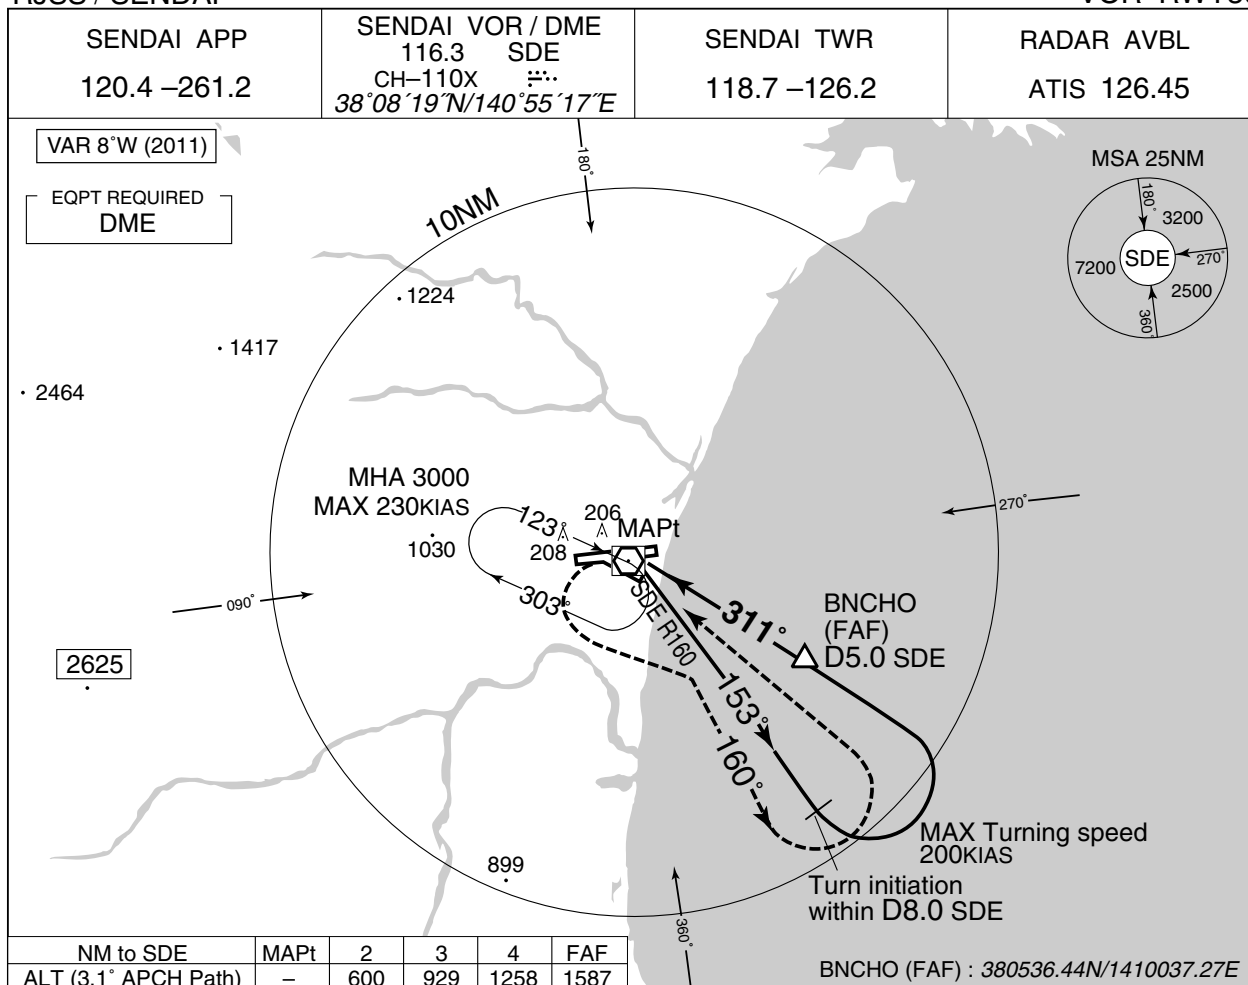 RJSS / SENDAI
SENDAI APP
120.4 –261.2
SENDAI VOR / DME
116.3 SDE
CH–110X
38˚08´19˝N/140˚55´17˝E
SENDAI TWR
118.7 –126.2
RADAR AVBL
ATIS 126.45
VAR 8˚W (2011)
EQPT REQUIRED
DME
180˚
10NM
MSA 25NM
180˚
3200
SDE
270˚
7200
2500
360˚
1224
1417
2464
MHA 3000
MAX 230KIAS
1030
123˚
206
MAPt
208
270˚
303˚
090˚
SDE R160
311˚
BNCHO
(FAF)
D5.0 SDE
2625
153˚
160˚
MAX Turning speed
200KIAS
899
Turn initiation
within D8.0 SDE
360˚
NM to SDE MAPt 2 3 4 FAF
ALT (3.1˚ APCH Path) – 600 929 1258 1587
BNCHO (FAF) : 380536.44N/1410037.27E